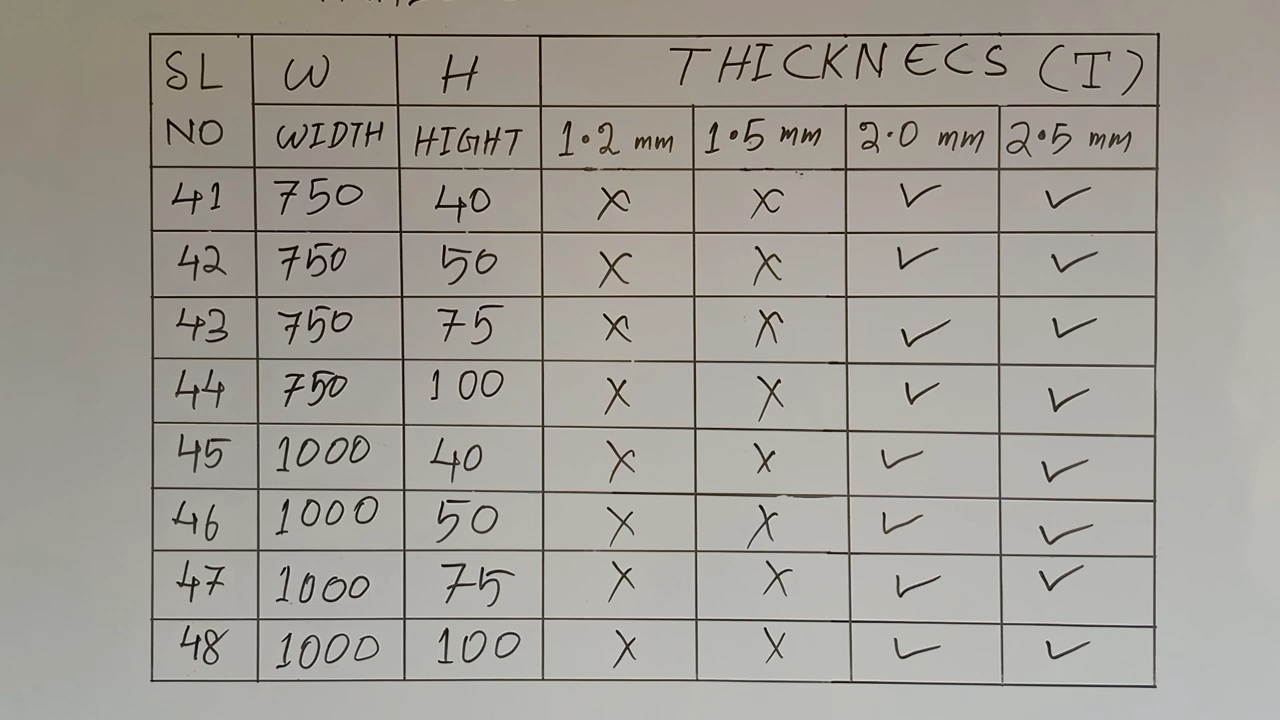 SL NO W H THICKNECS (T)
WIDTH HIGHT 1.2 mm 1.5 mm 2.0 mm 2.5 mm
41 750 40 X X ✓ ✓
42 750 50 X X ✓ ✓
43 750 75 X X ✓ ✓
44 750 100 X X ✓ ✓
45 1000 40 X X ✓ ✓
46 1000 50 X X ✓ ✓
47 1000 75 X X ✓ ✓
48 1000 100 X X ✓ ✓